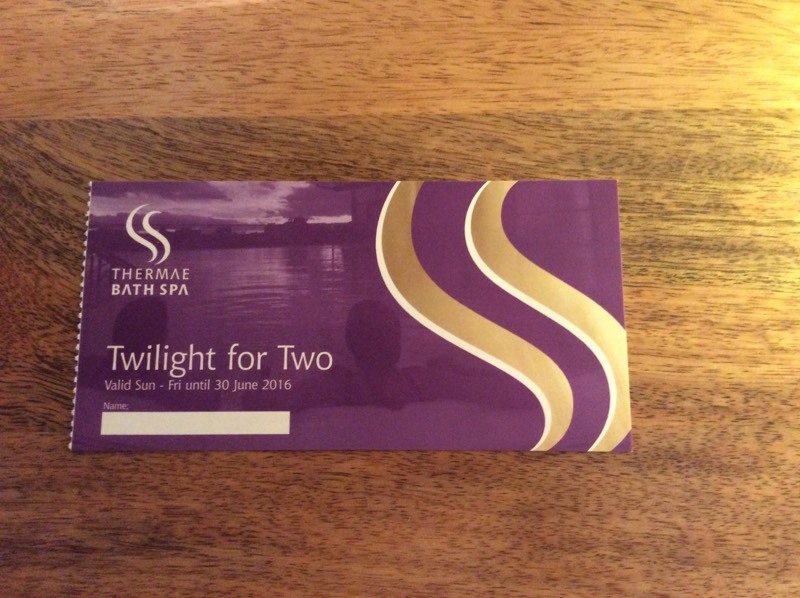 THERMAE
BATH SPA
Twilight for Two
Valid Sun - Fri until 30 June 2016
Name: